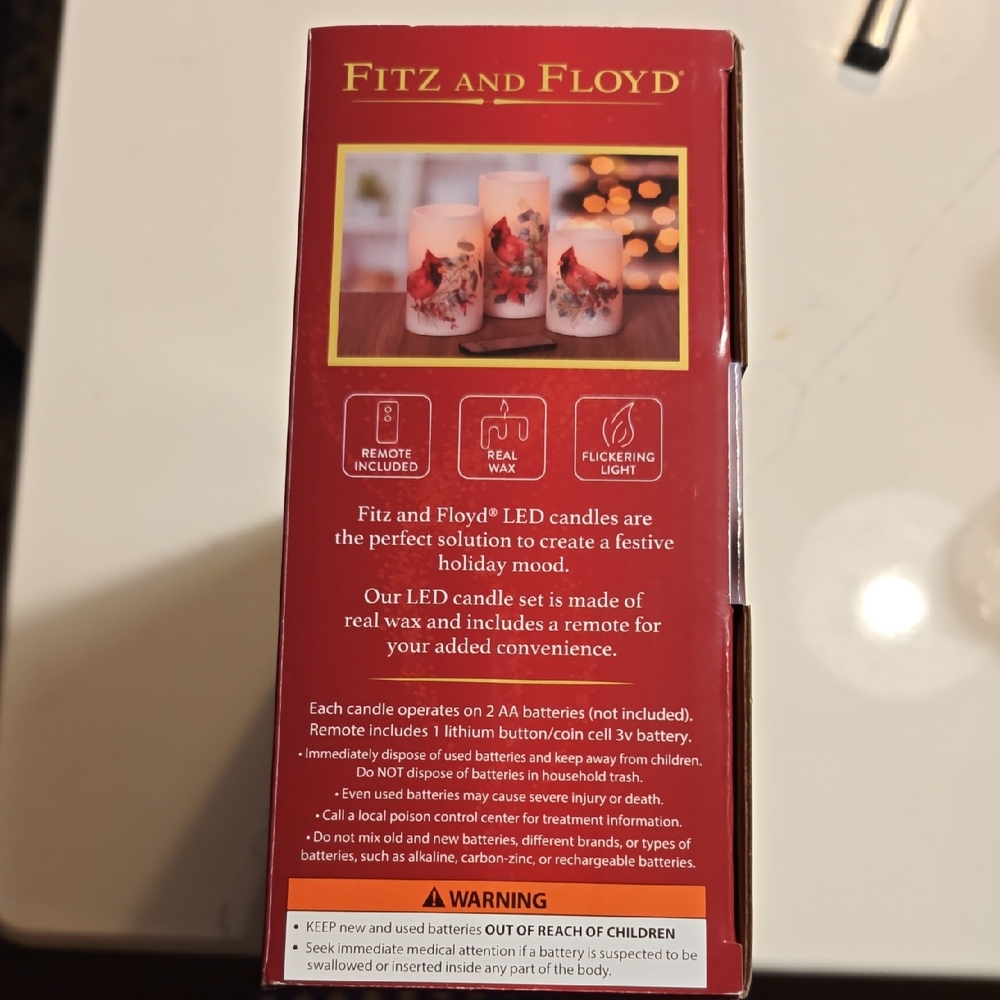 FITZ AND FLOYD®
REMOTE
INCLUDED
REAL
WAX
FLICKERING
LIGHT
Fitz and Floyd® LED candles are
the perfect solution to create a festive
holiday mood.
Our LED candle set is made of
real wax and includes a remote for
your added convenience.
Each candle operates on 2 AA batteries (not included).
Remote includes 1 lithium button/coin cell 3v battery.
• Immediately dispose of used batteries and keep away from children.
Do NOT dispose of batteries in household trash.
• Even used batteries may cause severe injury or death.
• Call a local poison control center for treatment information.
• Do not mix old and new batteries, different brands, or types of
batteries, such as alkaline, carbon-zinc, or rechargeable batteries.
WARNING
• KEEP new and used batteries OUT OF REACH OF CHILDREN
• Seek immediate medical attention if a battery is suspected to be
swallowed or inserted inside any part of the body.